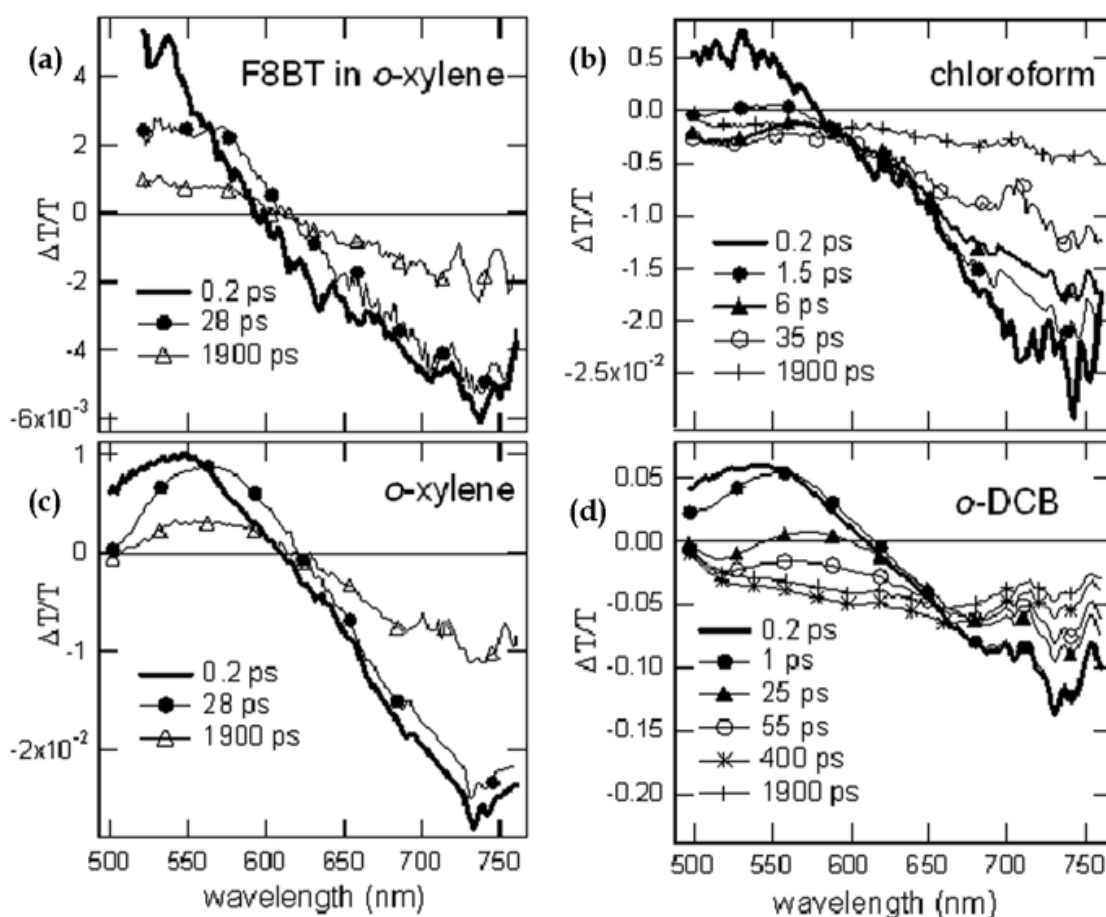 (a)
F8BT in o-xylene
4
2
0
-2
-4
-6x10⁻³
ΔT/T
0.2 ps
28 ps
1900 ps
(b)
chloroform
0.5
0.0
-0.5
-1.0
-1.5
-2.0
-2.5x10⁻²
ΔT/T
0.2 ps
1.5 ps
6 ps
35 ps
1900 ps
(c)
o-xylene
1
0
-1
-2x10⁻²
ΔT/T
0.2 ps
28 ps
1900 ps
500 550 600 650 700 750
wavelength (nm)
(d)
o-DCB
0.05
0.00
-0.05
-0.10
-0.15
-0.20
ΔT/T
0.2 ps
1 ps
25 ps
55 ps
400 ps
1900 ps
500 550 600 650 700 750
wavelength (nm)